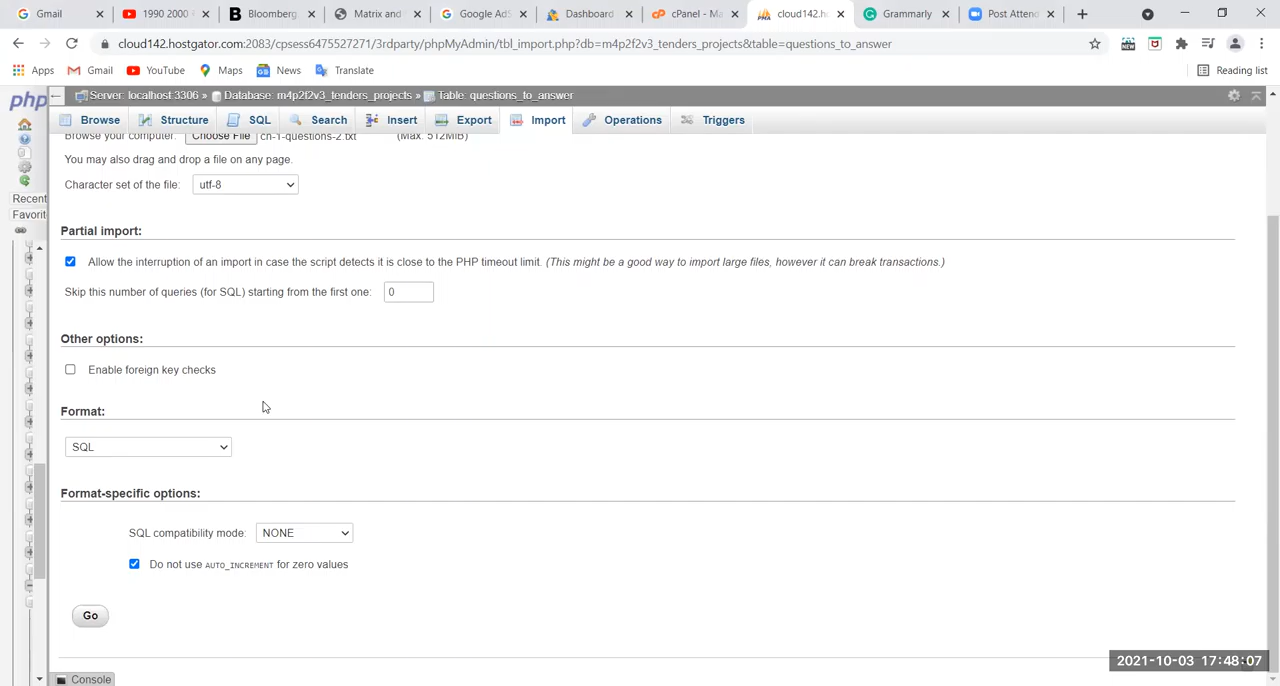 Gmail
1990 2000
Bloomberg
Matrix and
Google AdS
Dashboard
cPanel - Ma
cloud142.h
Grammarly
Post Attend
cloud142.hostgator.com:2083/cpsess6475527271/3rdparty/phpMyAdmin/tbl_import.php?db=m4p2f2v3_tenders_projects&table=questions_to_answer
Apps
Gmail
YouTube
Maps
News
Translate
Reading list
php
Server: localhost:3306 » Database: m4p2f2v3_tenders_projects » Table: questions_to_answer
Browse
Structure
SQL
Search
Insert
Export
Import
Operations
Triggers
Browse your computer: Choose File ch-1-questions-2.txt (Max: 512MiB)
You may also drag and drop a file on any page.
Character set of the file: utf-8
Recent
Favorit
Partial import:
Allow the interruption of an import in case the script detects it is close to the PHP timeout limit. (This might be a good way to import large files, however it can break transactions.)
Skip this number of queries (for SQL) starting from the first one: 0
Other options:
Enable foreign key checks
Format:
SQL
Format-specific options:
SQL compatibility mode: NONE
Do not use AUTO_INCREMENT for zero values
Go
2021-10-03 17:48:07
Console